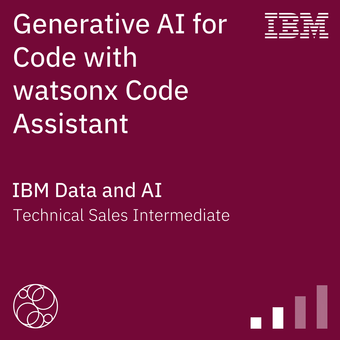 Generative AI for
IBM
Code with
watsonx Code
Assistant
IBM Data and AI
Technical Sales Intermediate